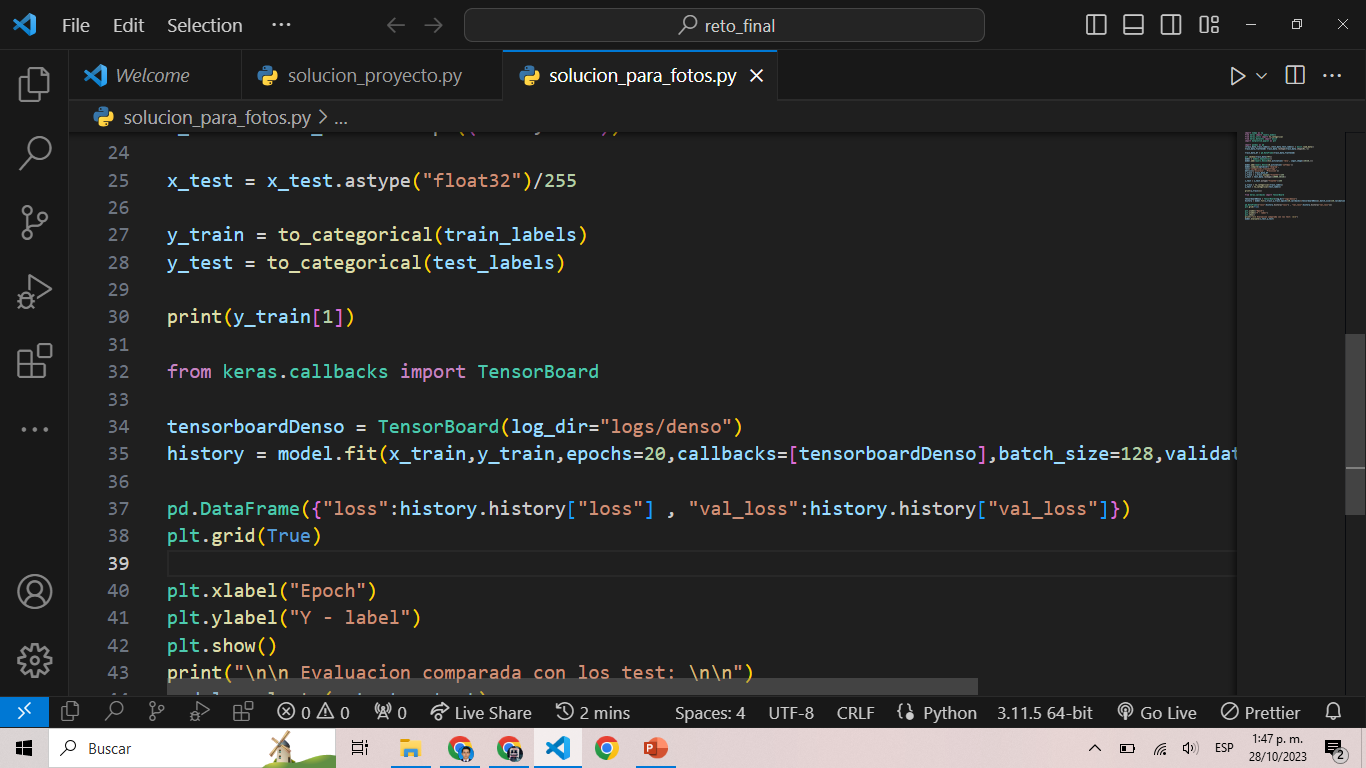 File Edit Selection ··· reto_final
Welcome solucion_proyecto.py solucion_para_fotos.py
solucion_para_fotos.py > ...
24
25 x_test = x_test.astype("float32")/255
26
27 y_train = to_categorical(train_labels)
28 y_test = to_categorical(test_labels)
29
30 print(y_train[1])
31
32 from keras.callbacks import TensorBoard
33
34 tensorboardDenso = TensorBoard(log_dir="logs/denso")
35 history = model.fit(x_train,y_train,epochs=20,callbacks=[tensorboardDenso],batch_size=128,validat
36
37 pd.DataFrame({"loss":history.history["loss"] , "val_loss":history.history["val_loss"]})
38 plt.grid(True)
39
40 plt.xlabel("Epoch")
41 plt.ylabel("Y - label")
42 plt.show()
43 print("\n\n Evaluacion comparada con los test: \n\n")
0 0 0 Live Share 2 mins Spaces: 4 UTF-8 CRLF Python 3.11.5 64-bit Go Live Prettier
Buscar ESP 1:47 p. m.
28/10/2023 2